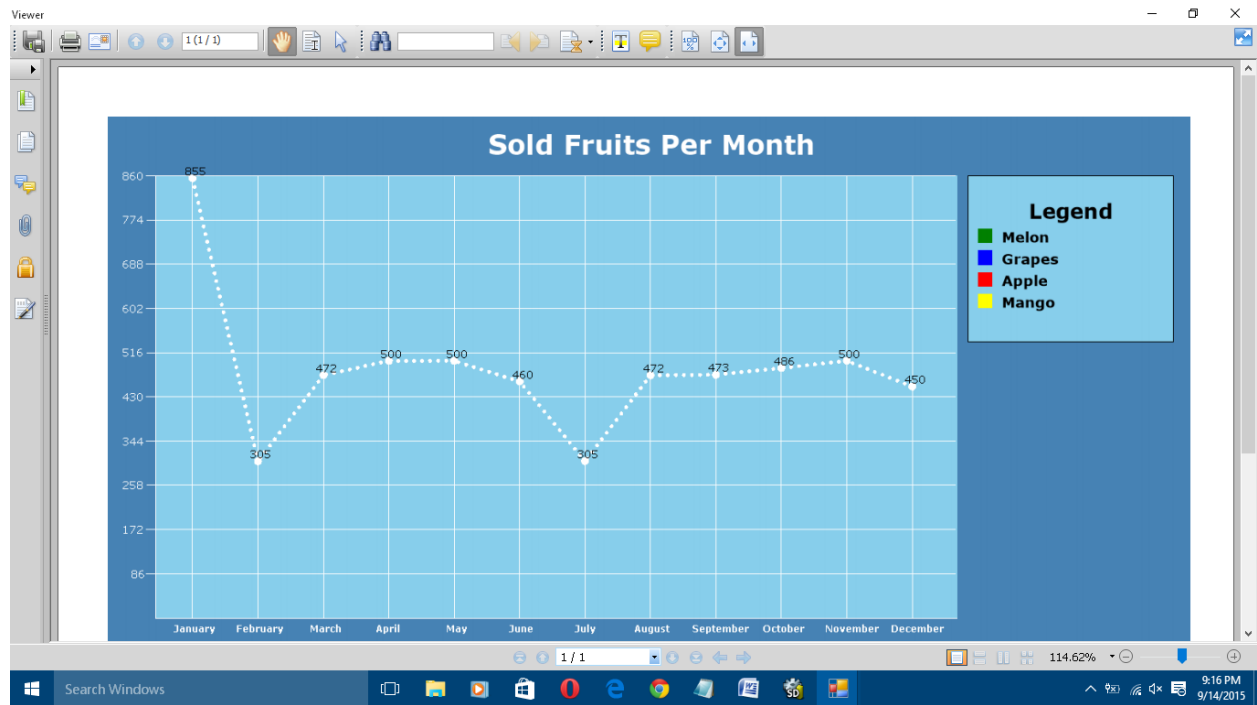 Viewer
1 (1 / 1)
Sold Fruits Per Month
860
774
688
602
516
430
344
258
172
86
855
305
472
500
500
460
305
472
473
486
500
450
January February March April May June July August September October November December
Legend
Melon
Grapes
Apple
Mango
1 / 1
114.62%
Search Windows
9:16 PM
9/14/2015